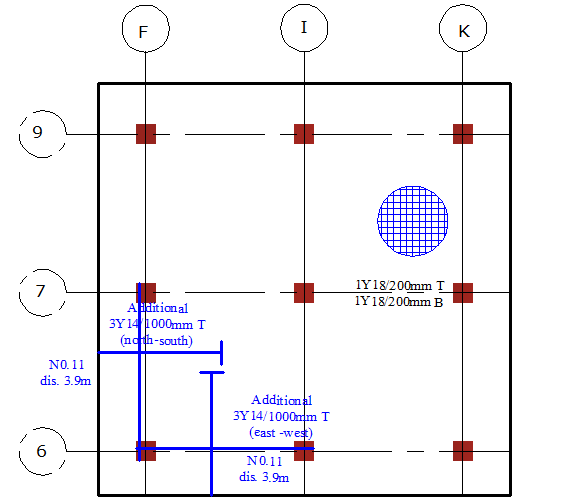 F
I
K
9
7
1Y18/200mm T
1Y18/200mm B
Additional
3Y14/1000mm T
(north-south)
N0.11
dis. 3.9m
Additional
3Y14/1000mm T
(east -west)
6
N0.11
dis. 3.9m